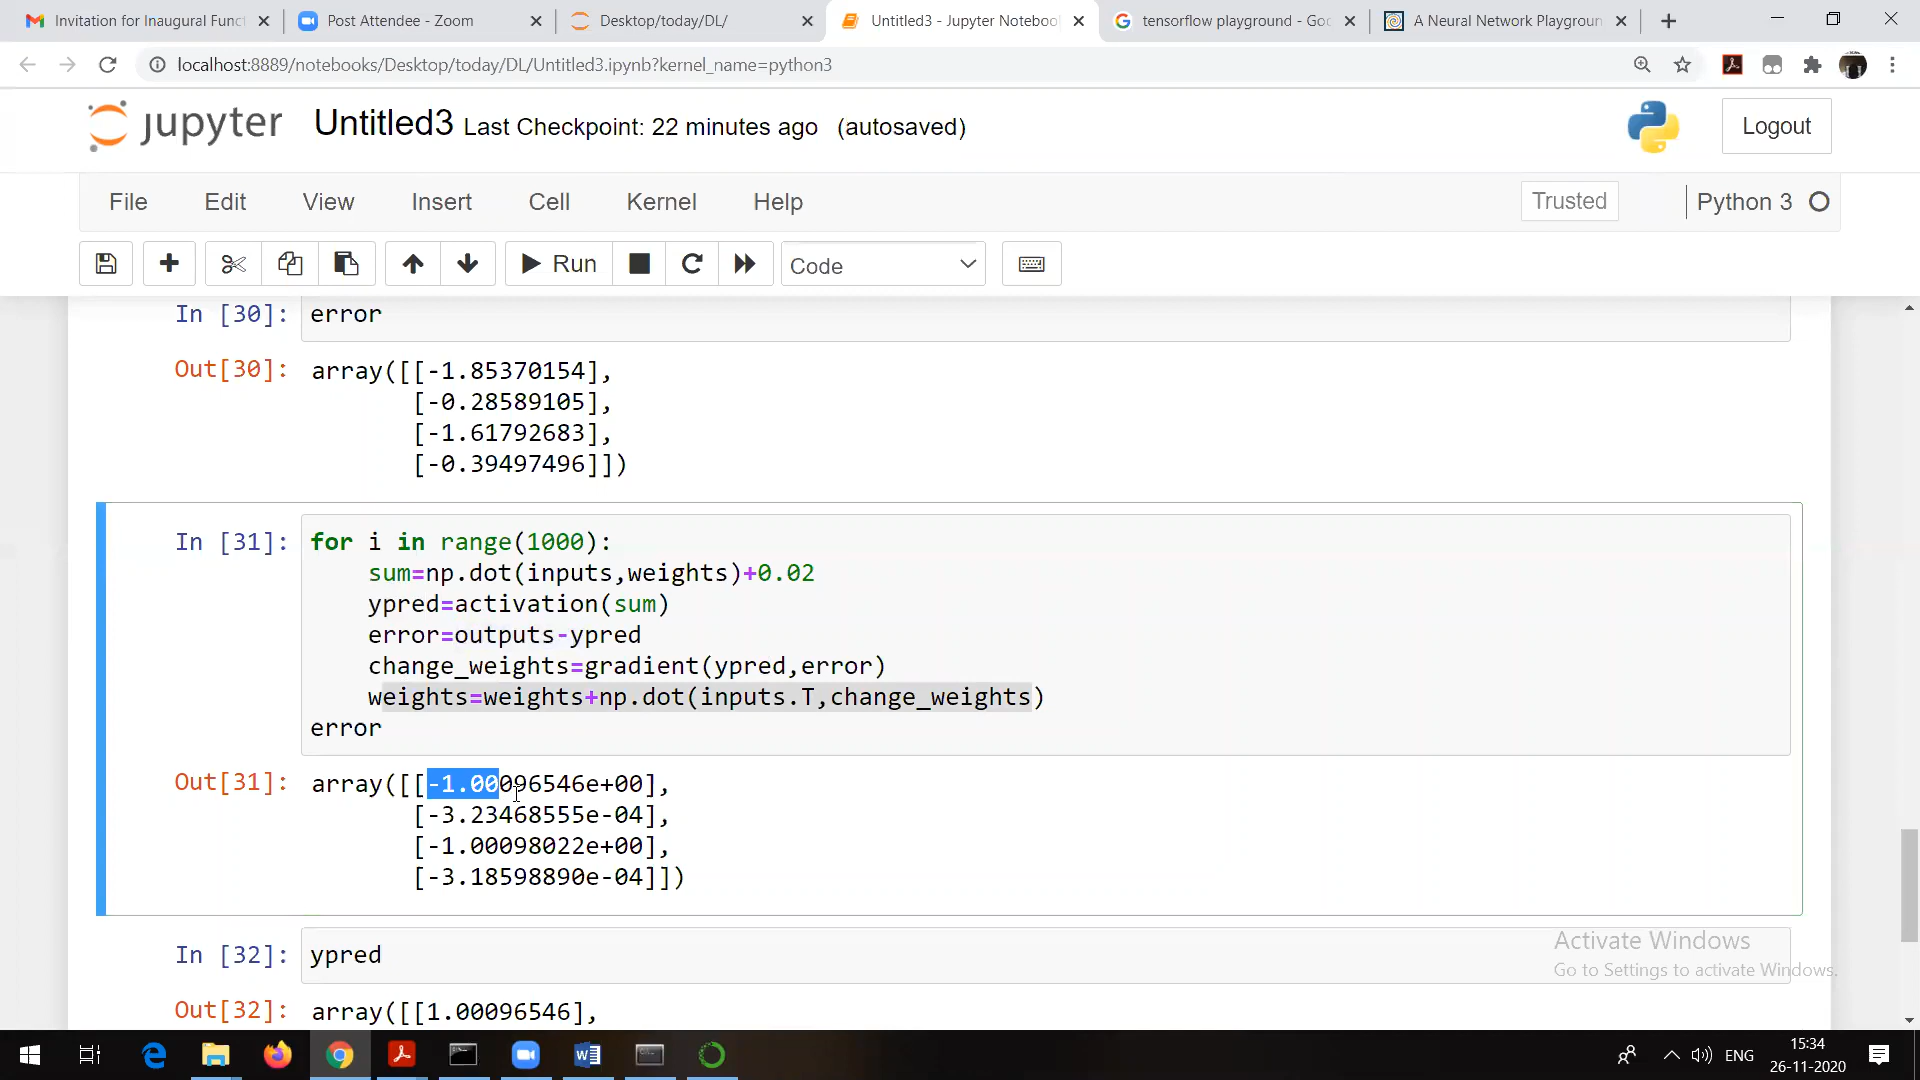 Invitation for Inaugural Funct
Post Attendee - Zoom
Desktop/today/DL/
Untitled3 - Jupyter Notebook
tensorflow playground - Goo
A Neural Network Playground
localhost:8889/notebooks/Desktop/today/DL/Untitled3.ipynb?kernel_name=python3
jupyter Untitled3 Last Checkpoint: 22 minutes ago (autosaved)
Logout
File Edit View Insert Cell Kernel Help
Trusted
Python 3
Run
Code
In [30]: error
Out[30]: array([[-1.85370154],
[-0.28589105],
[-1.61792683],
[-0.39497496]])
In [31]: for i in range(1000):
sum=np.dot(inputs,weights)+0.02
ypred=activation(sum)
error=outputs-ypred
change_weights=gradient(ypred,error)
weights=weights+np.dot(inputs.T,change_weights)
error
Out[31]: array([[-1.00096546e+00],
[-3.23468555e-04],
[-1.00098022e+00],
[-3.18598890e-04]])
In [32]: ypred
Out[32]: array([[1.00096546],
Activate Windows
Go to Settings to activate Windows.
ENG
15:34
26-11-2020